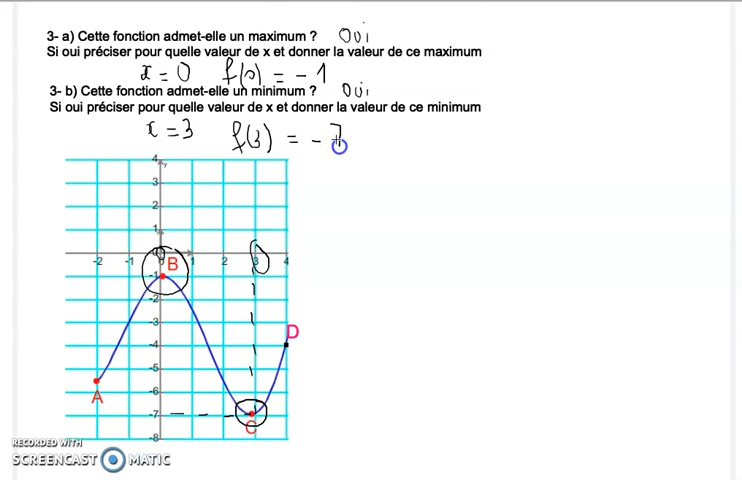 3- a) Cette fonction admet-elle un maximum ? oui
Si oui préciser pour quelle valeur de x et donner la valeur de ce maximum
x = 0 f(0) = - 1
3- b) Cette fonction admet-elle un minimum ? oui
Si oui préciser pour quelle valeur de x et donner la valeur de ce minimum
x = 3 f(3) = - 7
4 y
3
2
1
-2 -1 0 1 2 3 4
B
-1
-2
-3
D
-4
-5
-6
A
-7
C
-8
RECORDED WITH
SCREENCAST MATIC